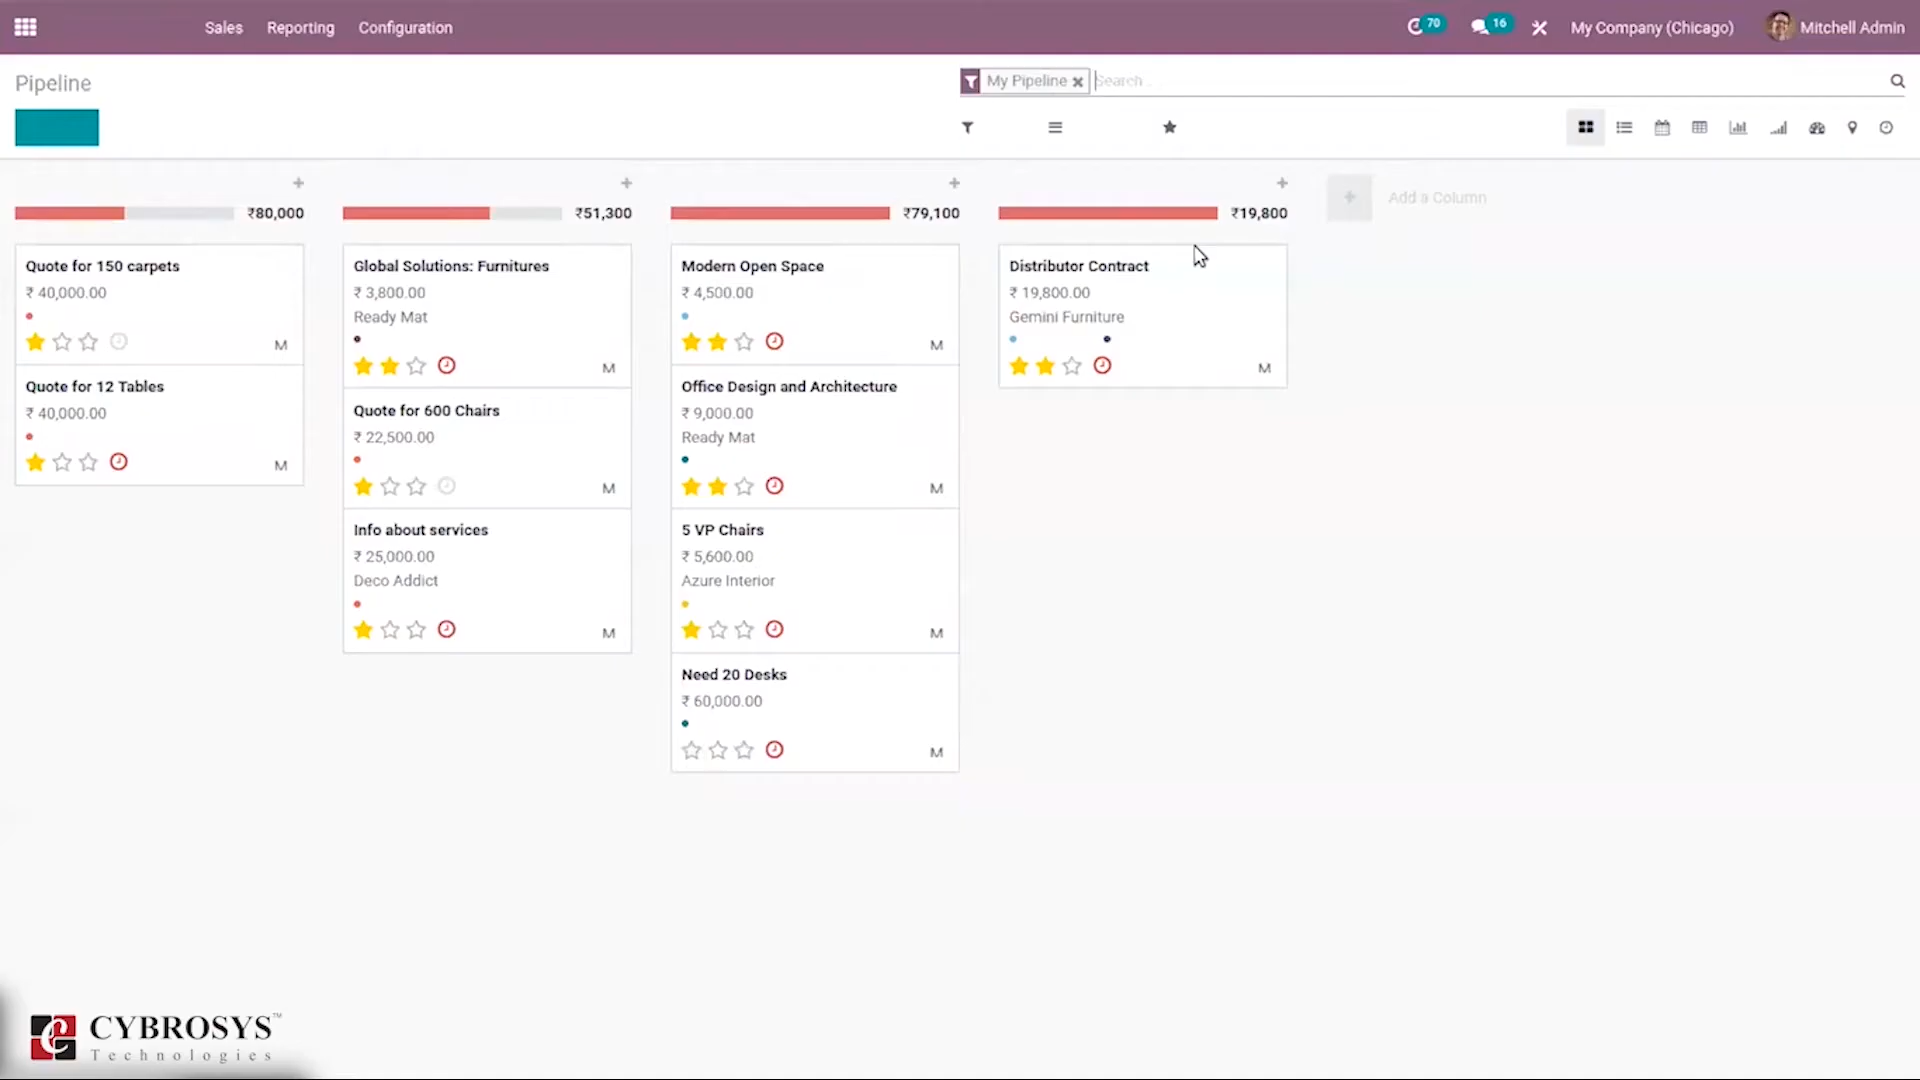 Sales Reporting Configuration 70 16 My Company (Chicago) Mitchell Admin
Pipeline
My Pipeline Search...
₹80,000
Quote for 150 carpets
₹ 40,000.00
M
Quote for 12 Tables
₹ 40,000.00
M
₹51,300
Global Solutions: Furnitures
₹ 3,800.00
Ready Mat
M
Quote for 600 Chairs
₹ 22,500.00
M
Info about services
₹ 25,000.00
Deco Addict
M
₹79,100
Modern Open Space
₹ 4,500.00
M
Office Design and Architecture
₹ 9,000.00
Ready Mat
M
5 VP Chairs
₹ 5,600.00
Azure Interior
M
Need 20 Desks
₹ 60,000.00
M
₹19,800
Distributor Contract
₹ 19,800.00
Gemini Furniture
M
Add a Column
CYBROSYS™
Technologies